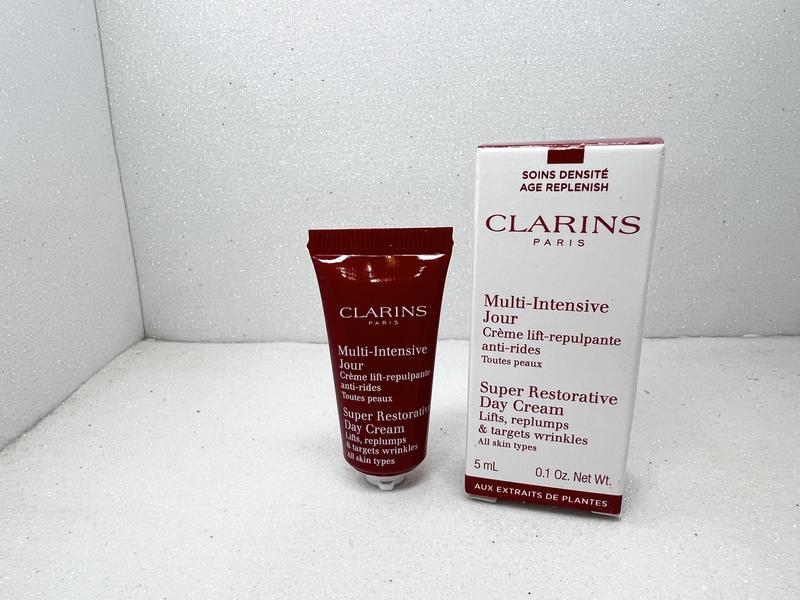 CLARINS
PARIS
Multi-Intensive
Jour
Crème lift-repulpante
anti-rides
Toutes peaux
Super Restorative
Day Cream
Lifts, replumps
& targets wrinkles
All skin types
SOINS DENSITÉ
AGE REPLENISH
CLARINS
PARIS
Multi-Intensive
Jour
Crème lift-repulpante
anti-rides
Toutes peaux
Super Restorative
Day Cream
Lifts, replumps
& targets wrinkles
All skin types
5 mL 0.1 Oz. Net Wt.
AUX EXTRAITS DE PLANTES